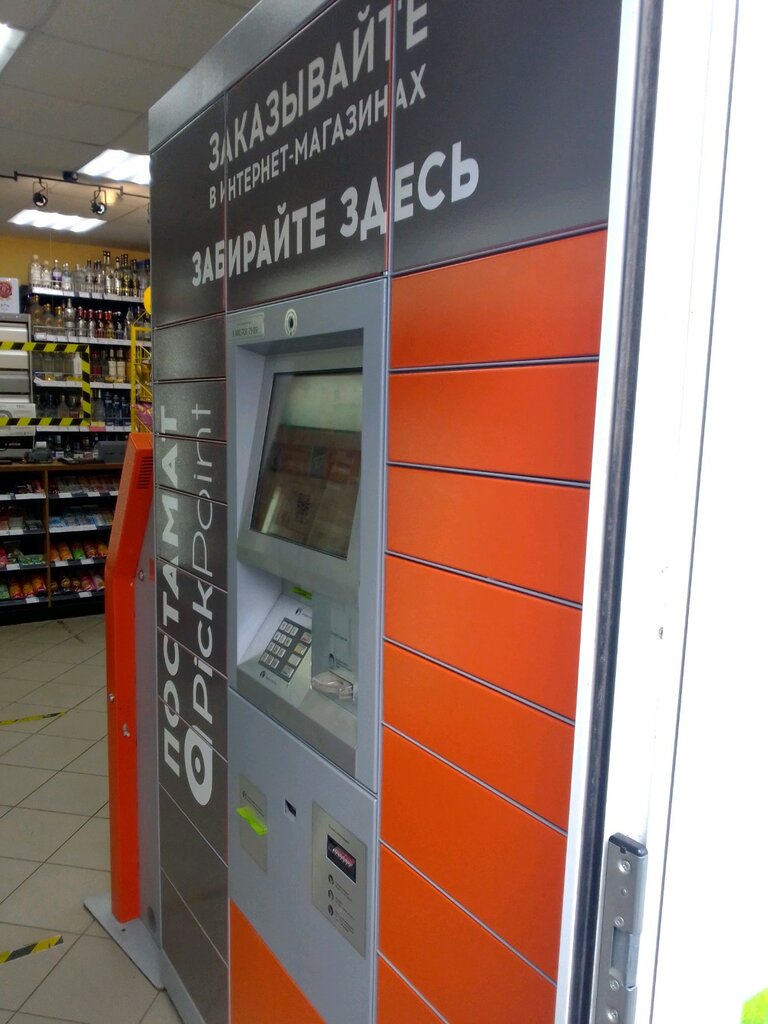 ЗАКАЗЫВАЙТЕ
В ИНТЕРНЕТ-МАГАЗИНАХ
ЗАБИРАЙТЕ ЗДЕСЬ
ПОСТАМАТ
PickPoint